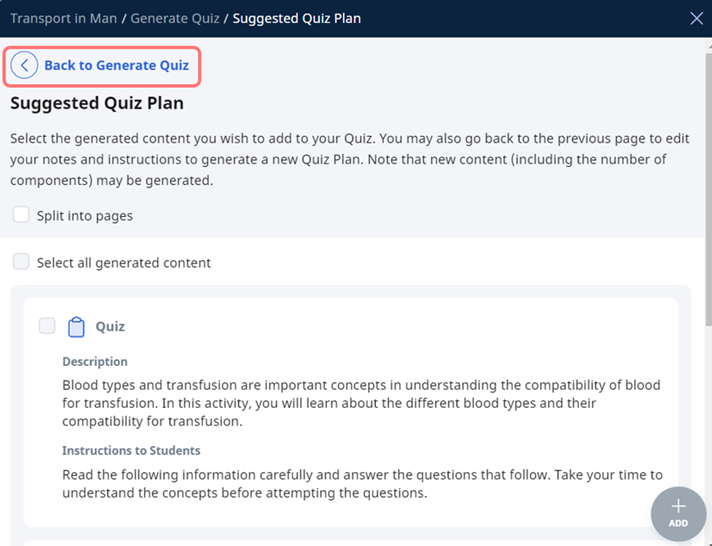 Transport in Man / Generate Quiz / Suggested Quiz Plan
Back to Generate Quiz
Suggested Quiz Plan
Select the generated content you wish to add to your Quiz. You may also go back to the previous page to edit
your notes and instructions to generate a new Quiz Plan. Note that new content (including the number of
components) may be generated.
Split into pages
Select all generated content
Quiz
Description
Blood types and transfusion are important concepts in understanding the compatibility of blood
for transfusion. In this activity, you will learn about the different blood types and their
compatibility for transfusion.
Instructions to Students
Read the following information carefully and answer the questions that follow. Take your time to
understand the concepts before attempting the questions.
ADD